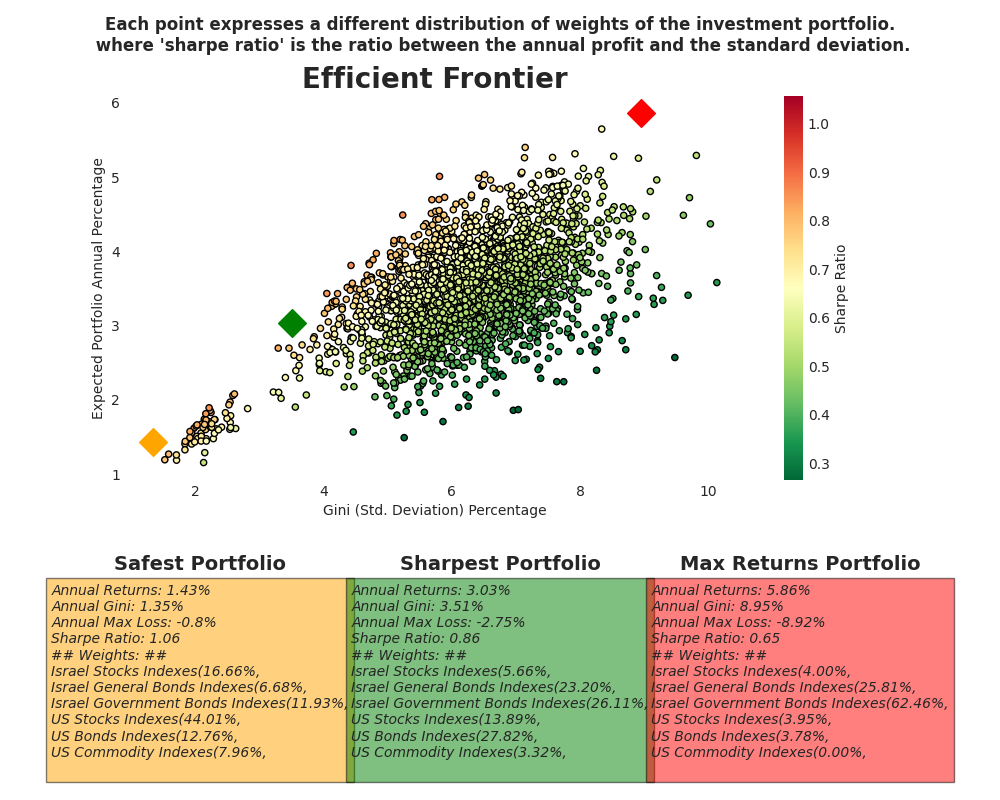 Each point expresses a different distribution of weights of the investment portfolio.
where 'sharpe ratio' is the ratio between the annual profit and the standard deviation.
Efficient Frontier
6
5
4
3
2
1
Expected Portfolio Annual Percentage
2 4 6 8 10
Gini (Std. Deviation) Percentage
1.0
0.9
0.8
0.7
0.6
0.5
0.4
0.3
Sharpe Ratio
Safest Portfolio
Annual Returns: 1.43%
Annual Gini: 1.35%
Annual Max Loss: -0.8%
Sharpe Ratio: 1.06
## Weights: ##
Israel Stocks Indexes(16.66%,
Israel General Bonds Indexes(6.68%,
Israel Government Bonds Indexes(11.93%,
US Stocks Indexes(44.01%,
US Bonds Indexes(12.76%,
US Commodity Indexes(7.96%,
Sharpest Portfolio
Annual Returns: 3.03%
Annual Gini: 3.51%
Annual Max Loss: -2.75%
Sharpe Ratio: 0.86
## Weights: ##
Israel Stocks Indexes(5.66%,
Israel General Bonds Indexes(23.20%,
Israel Government Bonds Indexes(26.11%,
US Stocks Indexes(13.89%,
US Bonds Indexes(27.82%,
US Commodity Indexes(3.32%,
Max Returns Portfolio
Annual Returns: 5.86%
Annual Gini: 8.95%
Annual Max Loss: -8.92%
Sharpe Ratio: 0.65
## Weights: ##
Israel Stocks Indexes(4.00%,
Israel General Bonds Indexes(25.81%,
Israel Government Bonds Indexes(62.46%,
US Stocks Indexes(3.95%,
US Bonds Indexes(3.78%,
US Commodity Indexes(0.00%,